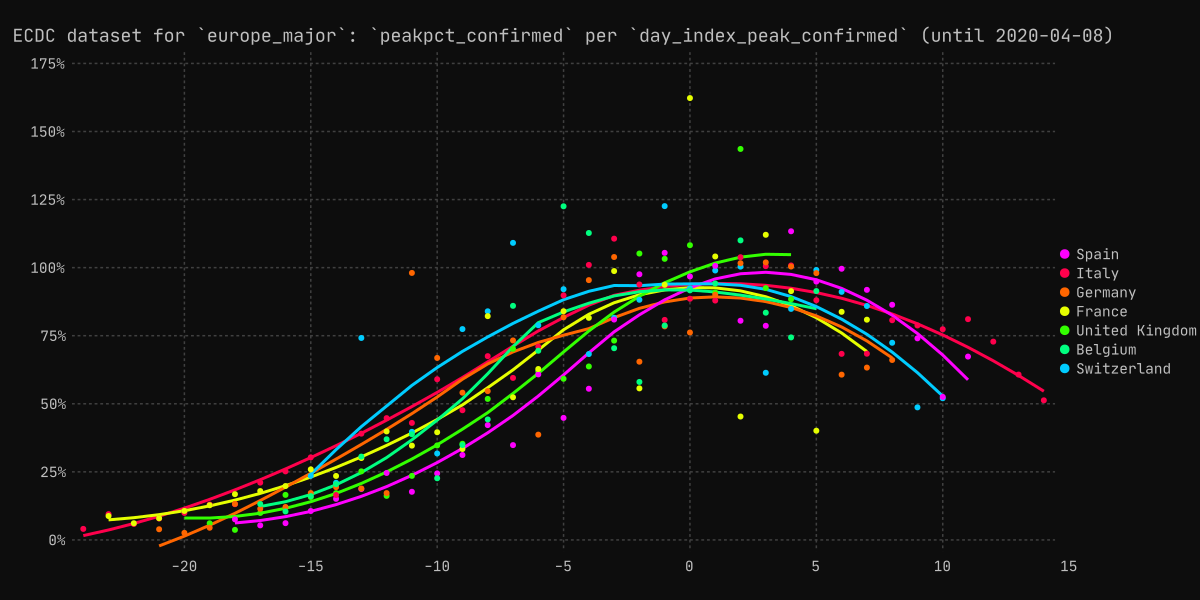 ECDC dataset for `europe_major`: `peakpct_confirmed` per `day_index_peak_confirmed` (until 2020-04-08)
175%
150%
125%
100%
75%
50%
25%
0%
-20 -15 -10 -5 0 5 10 15
Spain
Italy
Germany
France
United Kingdom
Belgium
Switzerland